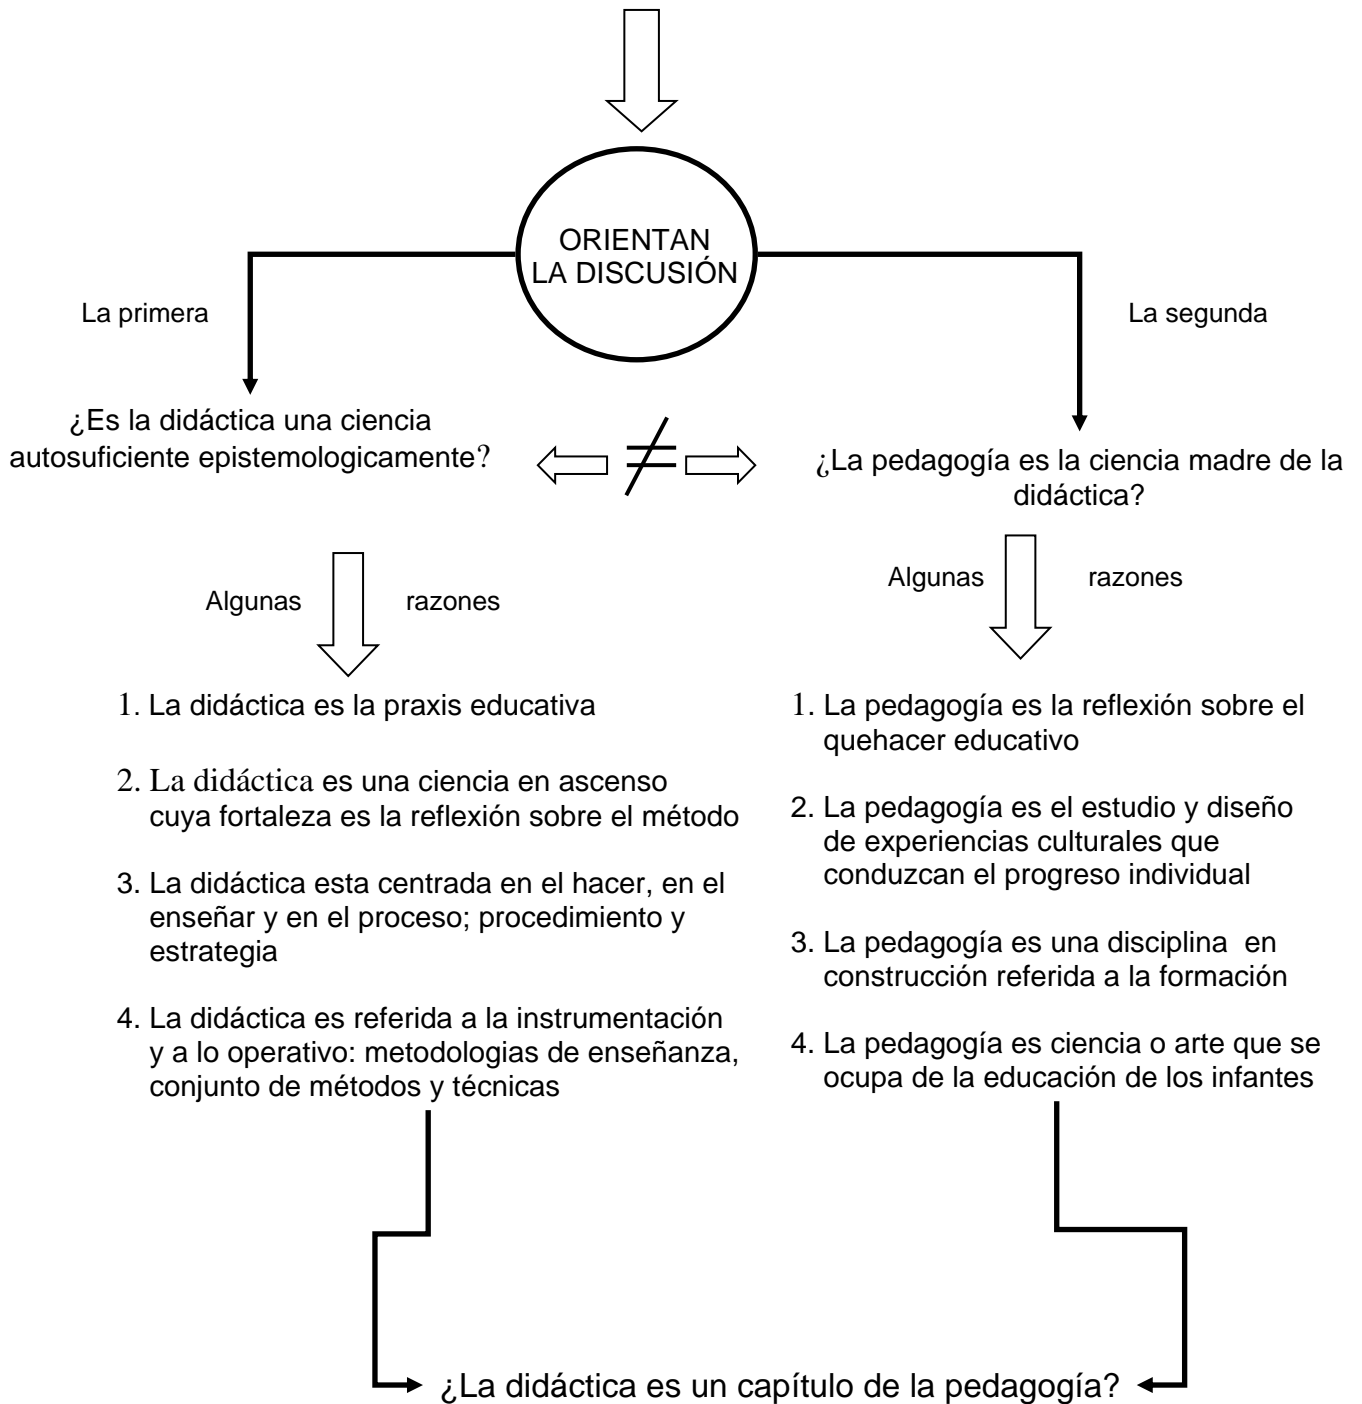 ORIENTAN
LA DISCUSIÓN
La primera
La segunda
¿Es la didáctica una ciencia
autosuficiente epistemologicamente?
≠
¿La pedagogía es la ciencia madre de la
didáctica?
Algunas razones
Algunas razones
1. La didáctica es la praxis educativa
2. La didáctica es una ciencia en ascenso
cuya fortaleza es la reflexión sobre el método
3. La didáctica esta centrada en el hacer, en el
enseñar y en el proceso; procedimiento y
estrategia
4. La didáctica es referida a la instrumentación
y a lo operativo: metodologias de enseñanza,
conjunto de métodos y técnicas
1. La pedagogía es la reflexión sobre el
quehacer educativo
2. La pedagogía es el estudio y diseño
de experiencias culturales que
conduzcan el progreso individual
3. La pedagogía es una disciplina en
construcción referida a la formación
4. La pedagogía es ciencia o arte que se
ocupa de la educación de los infantes
¿La didáctica es un capítulo de la pedagogía?